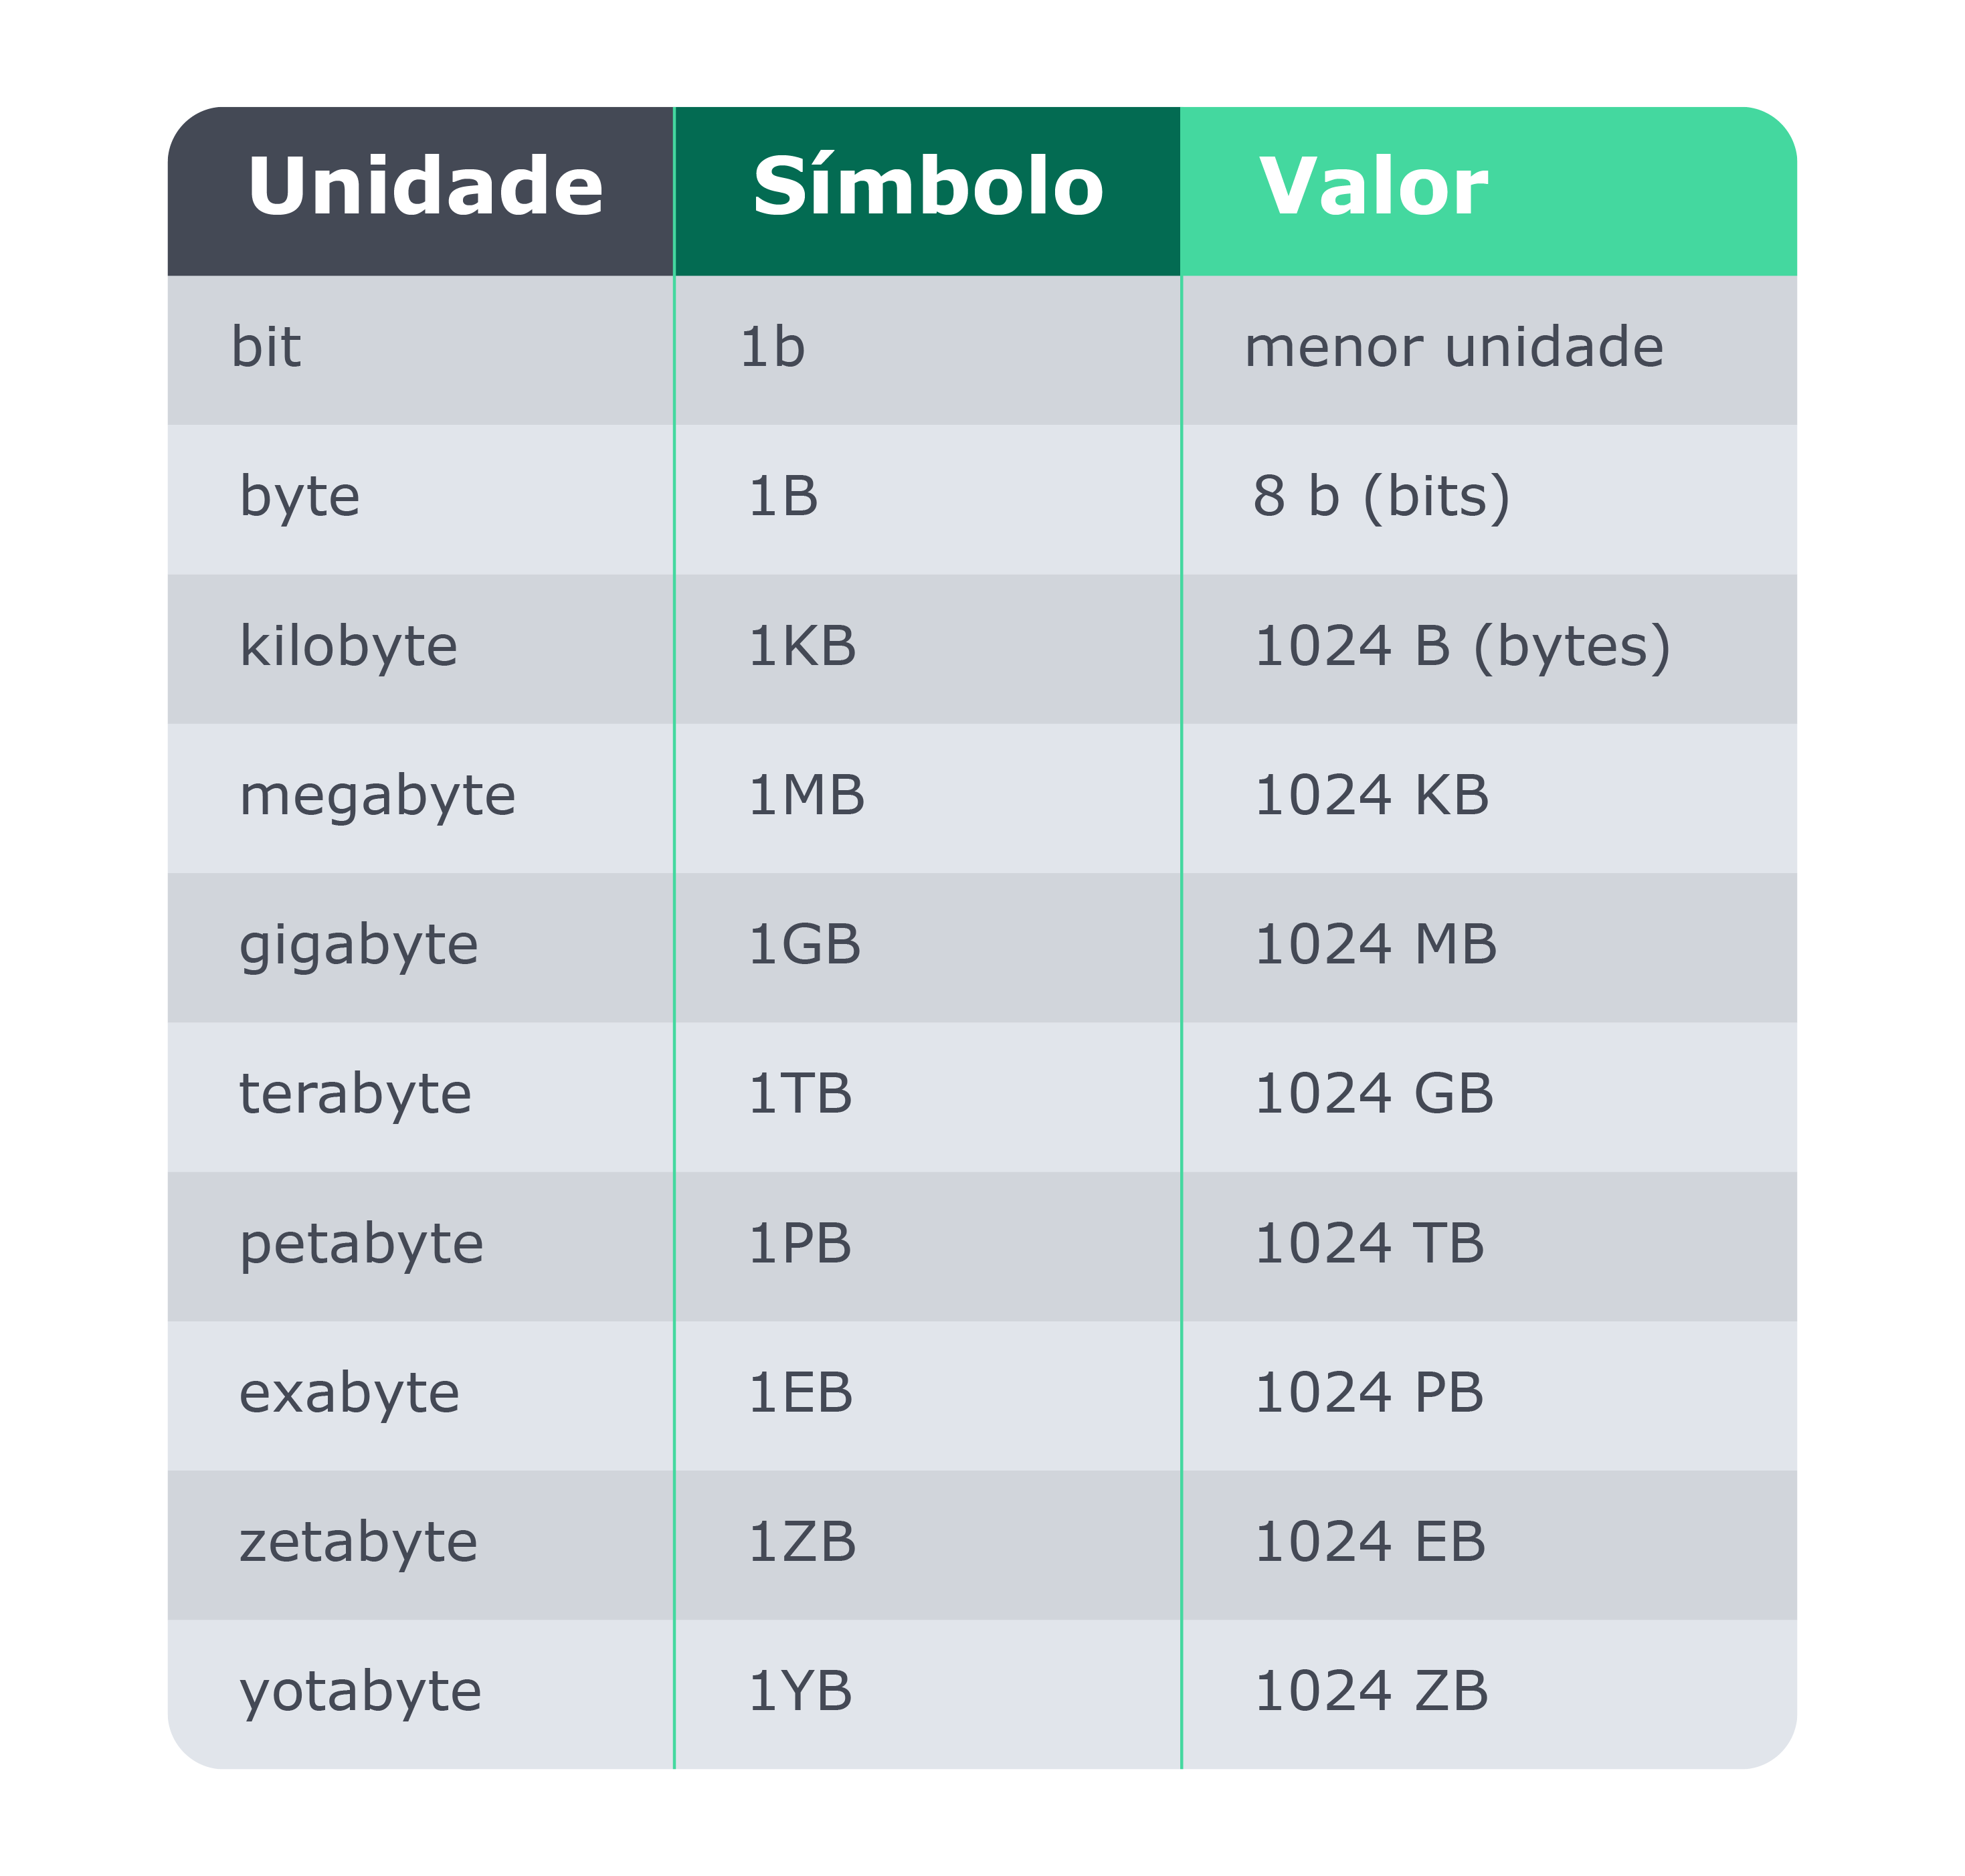 Unidade Símbolo Valor
bit 1b menor unidade
byte 1B 8 b (bits)
kilobyte 1KB 1024 B (bytes)
megabyte 1MB 1024 KB
gigabyte 1GB 1024 MB
terabyte 1TB 1024 GB
petabyte 1PB 1024 TB
exabyte 1EB 1024 PB
zetabyte 1ZB 1024 EB
yotabyte 1YB 1024 ZB